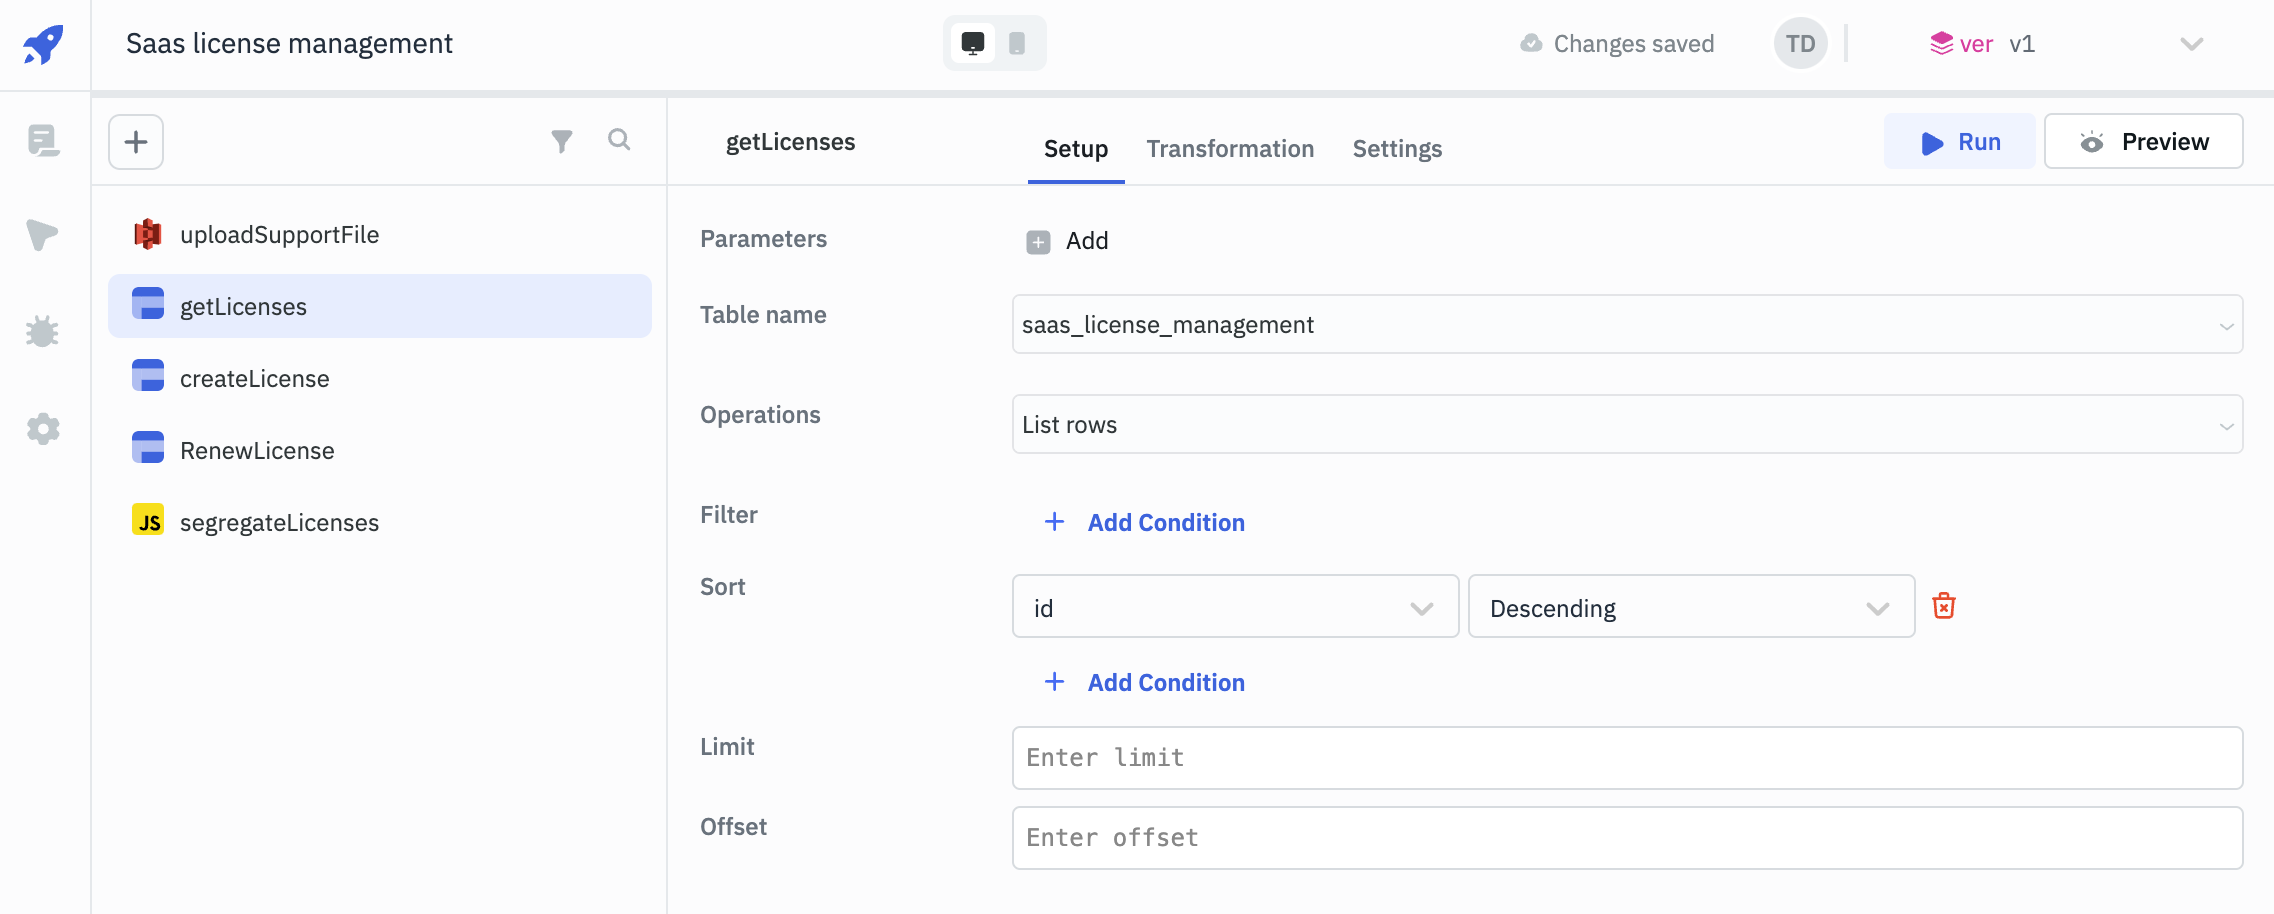 Saas license management
Changes saved
TD
ver v1
getLicenses
Setup
Transformation
Settings
Run
Preview
uploadSupportFile
getLicenses
createLicense
RenewLicense
JS segregateLicenses
Parameters
Add
Table name
saas_license_management
Operations
List rows
Filter
+ Add Condition
Sort
id
Descending
+ Add Condition
Limit
Enter limit
Offset
Enter offset